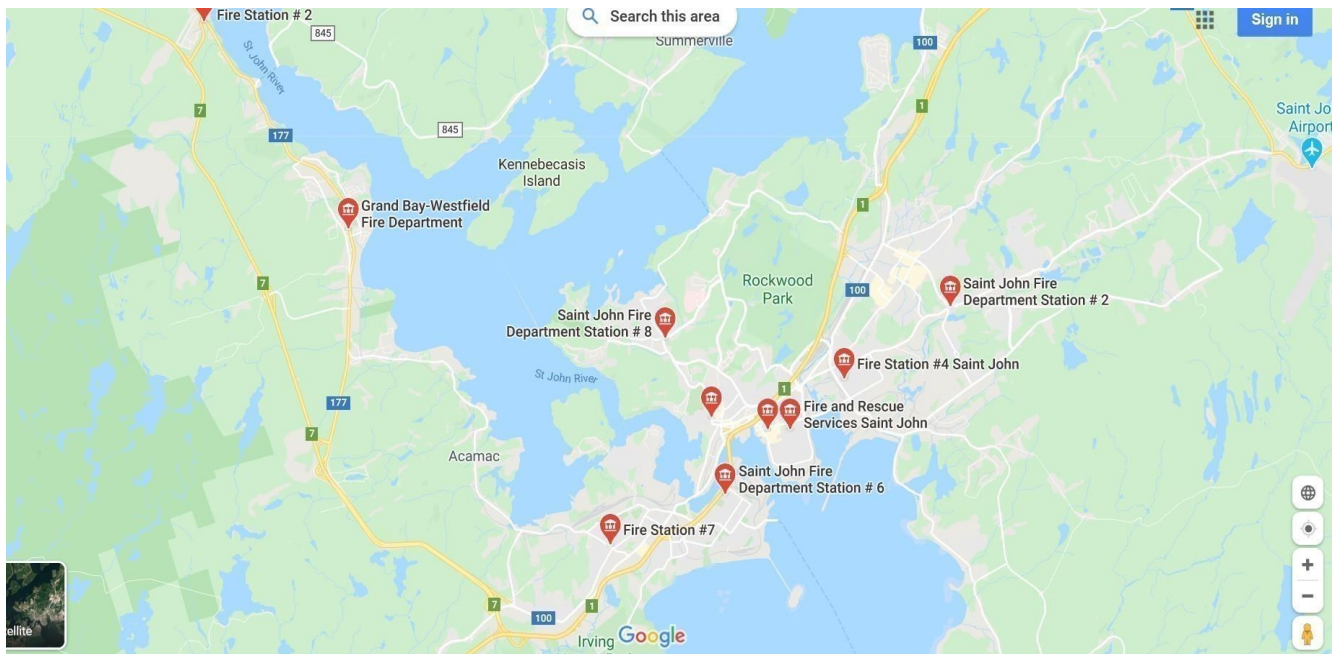 Fire Station # 2
845
Search this area
Sign in
Summerville
100
St John River
7
1
845
177
Saint Jo
Airport
Kennebecasis
Island
Grand Bay-Westfield
Fire Department
1
7
Rockwood
Park
100
Saint John Fire
Department Station # 2
Saint John Fire
Department Station # 8
Fire Station #4 Saint John
St John River
1
177
Fire and Rescue
Services Saint John
7
Acamac
Saint John Fire
Department Station # 6
Fire Station #7
7
1
100
ellite
Irving
Google